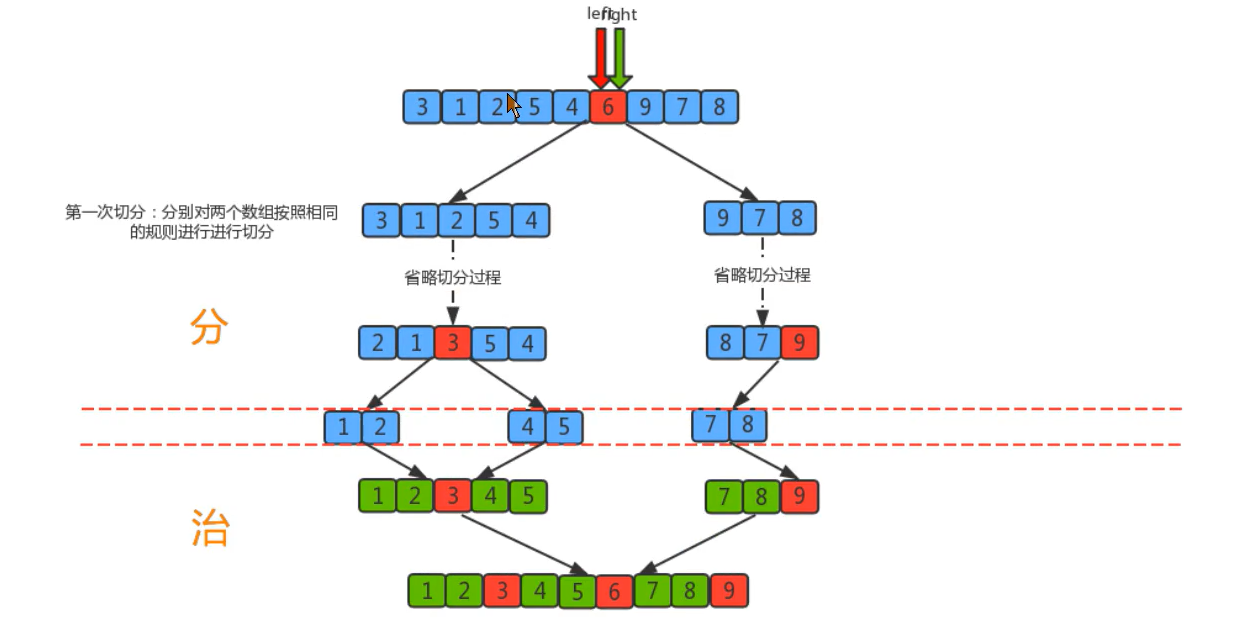 left right
3 1 2 5 4 6 9 7 8
第一次切分：分别对两个数组按照相同
的规则进行进行切分
3 1 2 5 4
9 7 8
省略切分过程
省略切分过程
分
2 1 3 5 4
8 7 9
1 2
4 5
7 8
治
1 2 3 4 5
7 8 9
1 2 3 4 5 6 7 8 9